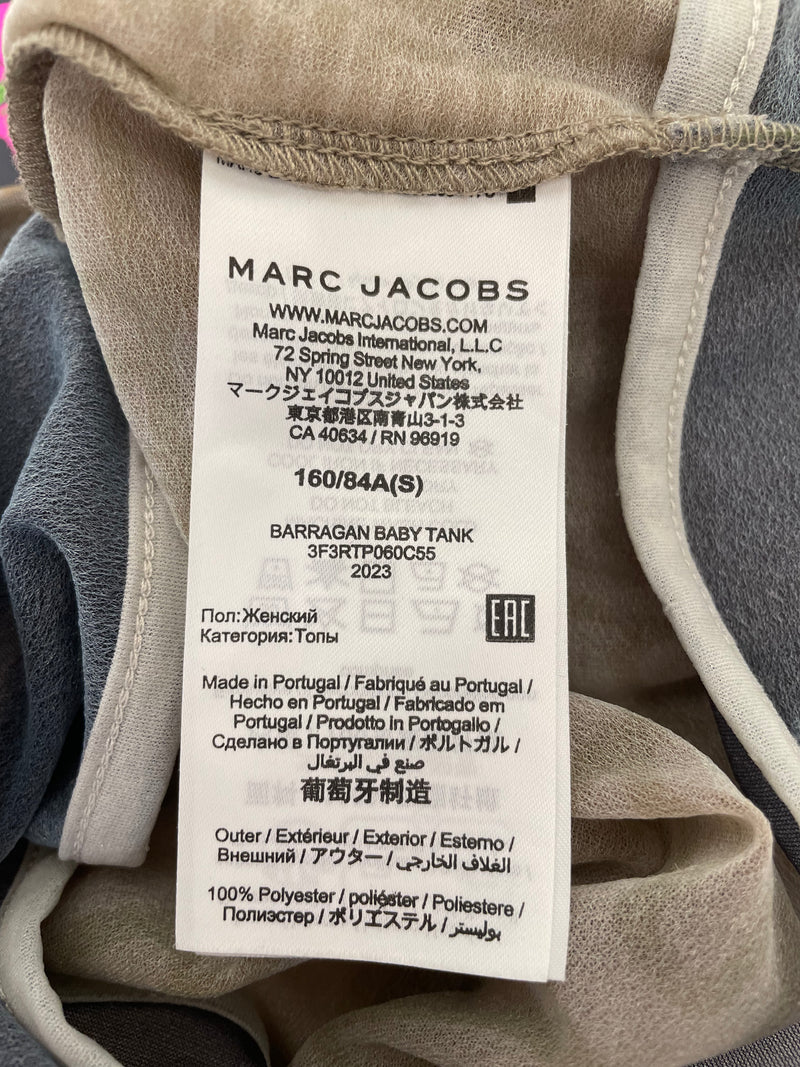 MARC JACOBS
WWW.MARCJACOBS.COM
Marc Jacobs International, L.L.C
72 Spring Street New York,
NY 10012 United States
マークジェイコブスジャパン株式会社
東京都港区南青山3-1-3
CA 40634 / RN 96919
160/84A(S)
BARRAGAN BABY TANK
3F3RTP060C55
2023
Пол:Женский
Категория:Топы
EAC
Made in Portugal / Fabriqué au Portugal /
Hecho en Portugal / Fabricado em
Portugal / Prodotto in Portogallo /
Сделано в Португалии / ポルトガル /
صنع في البرتغال
葡萄牙制造
Outer / Extérieur / Exterior / Esterno /
Внешний / アウター / الغلاف الخارجي
100% Polyester / poliéster / Poliestere /
Полиэстер / ポリエステル / بوليستر